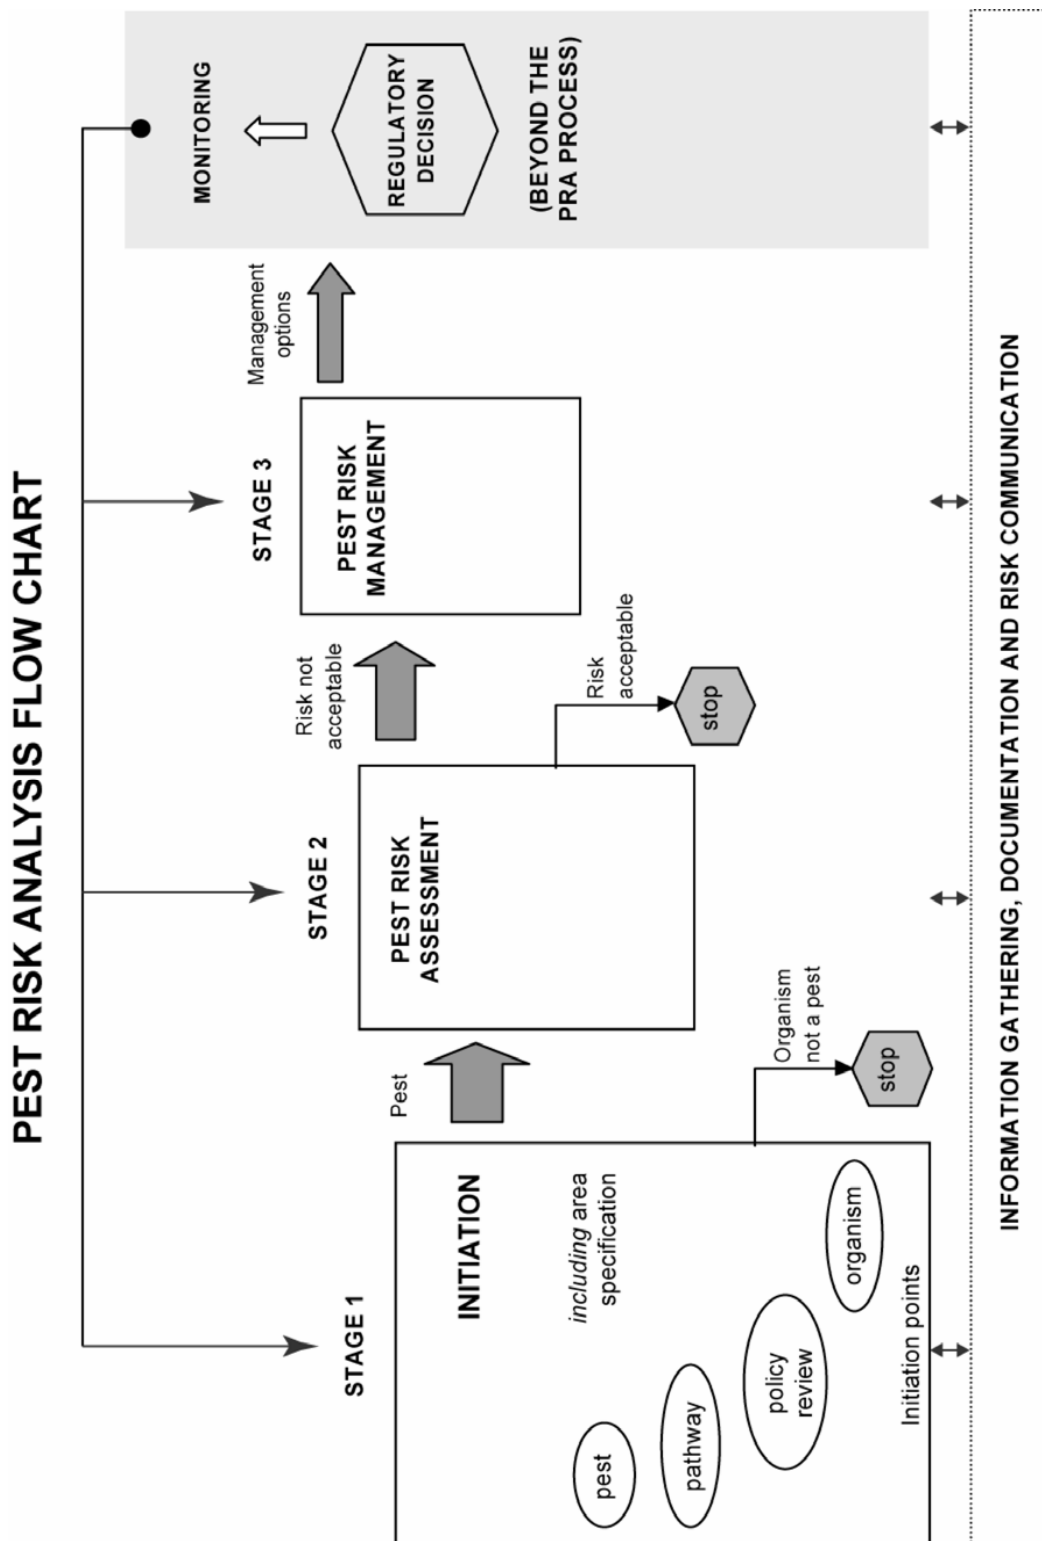 PEST RISK ANALYSIS FLOW CHART
STAGE 1
INITIATION
including area
specification
pest
pathway
policy
review
organism
Initiation points
Pest
Organism
not a pest
stop
STAGE 2
PEST RISK
ASSESSMENT
Risk not
acceptable
Risk
acceptable
stop
STAGE 3
PEST RISK
MANAGEMENT
Management
options
MONITORING
REGULATORY
DECISION
(BEYOND THE
PRA PROCESS)
INFORMATION GATHERING, DOCUMENTATION AND RISK COMMUNICATION